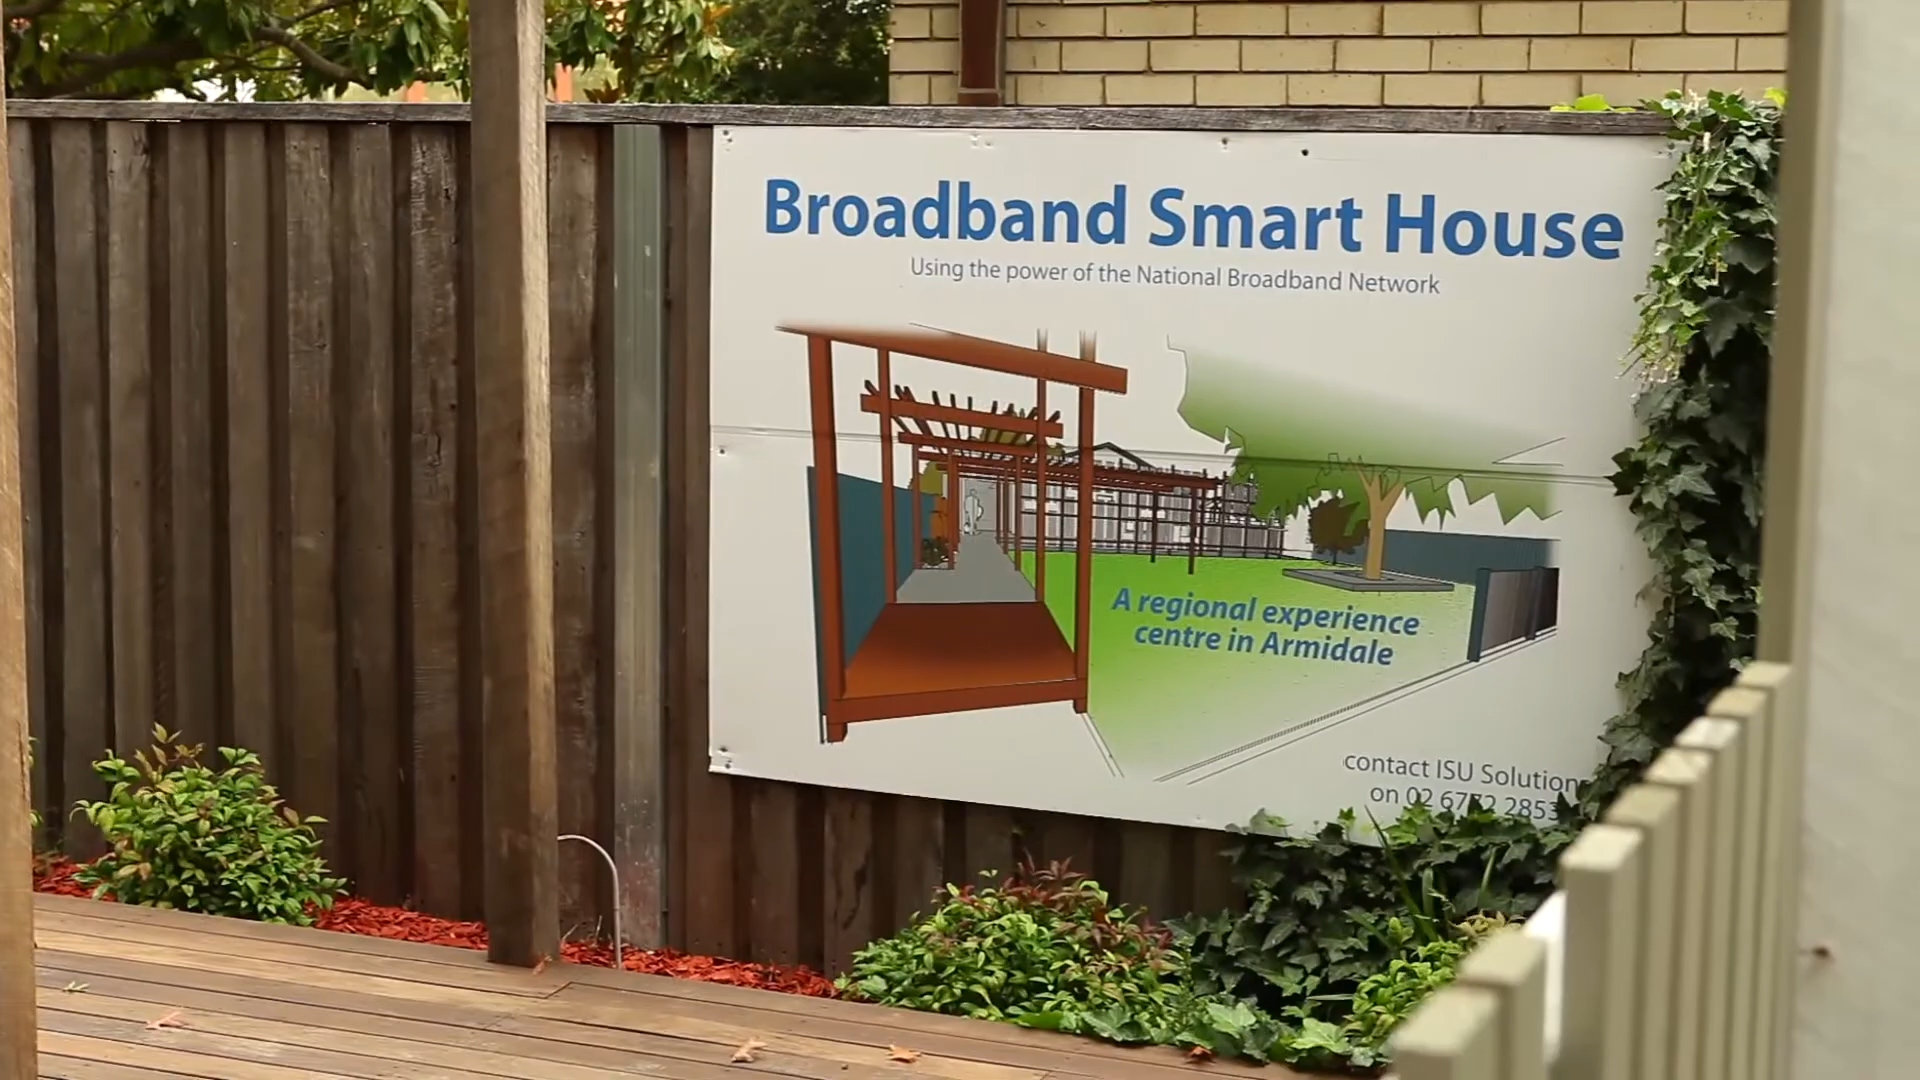 Broadband Smart House
Using the power of the National Broadband Network
A regional experience
centre in Armidale
contact ISU Solutions
on 02 6772 2853